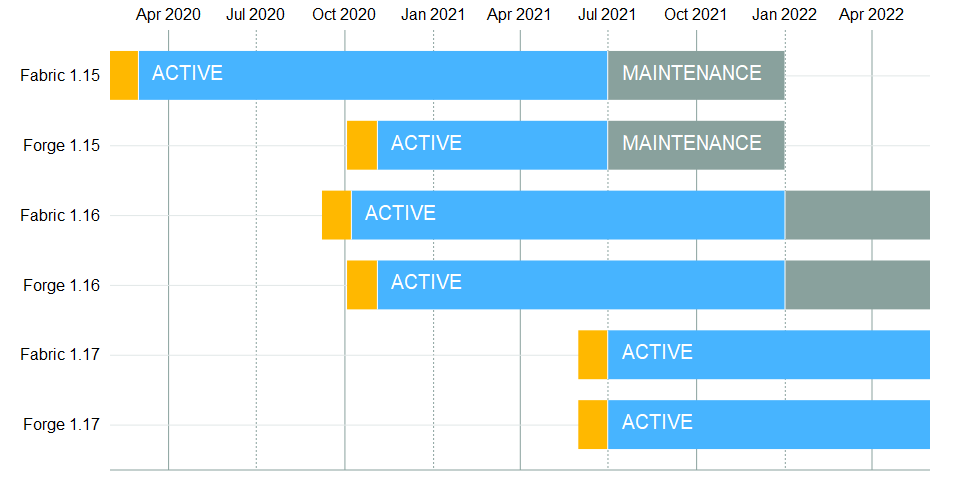 Apr 2020 Jul 2020 Oct 2020 Jan 2021 Apr 2021 Jul 2021 Oct 2021 Jan 2022 Apr 2022
Fabric 1.15 ACTIVE MAINTENANCE
Forge 1.15 ACTIVE MAINTENANCE
Fabric 1.16 ACTIVE
Forge 1.16 ACTIVE
Fabric 1.17 ACTIVE
Forge 1.17 ACTIVE